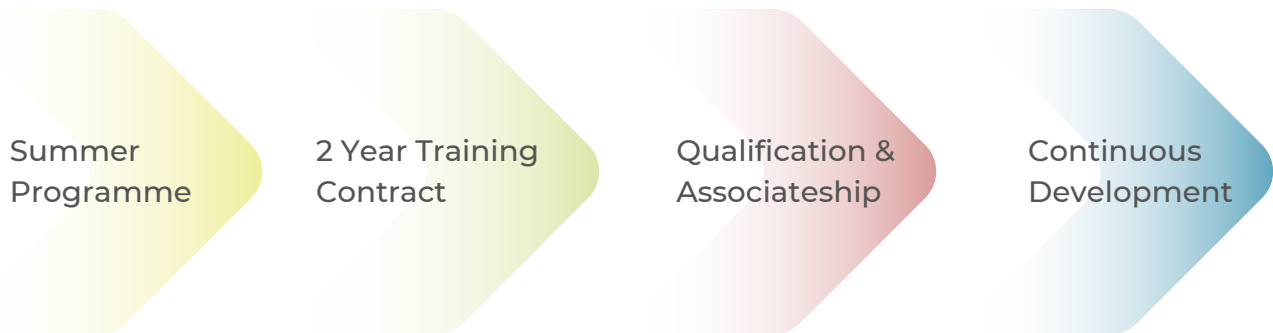 Summer
Programme
2 Year Training
Contract
Qualification &
Associateship
Continuous
Development